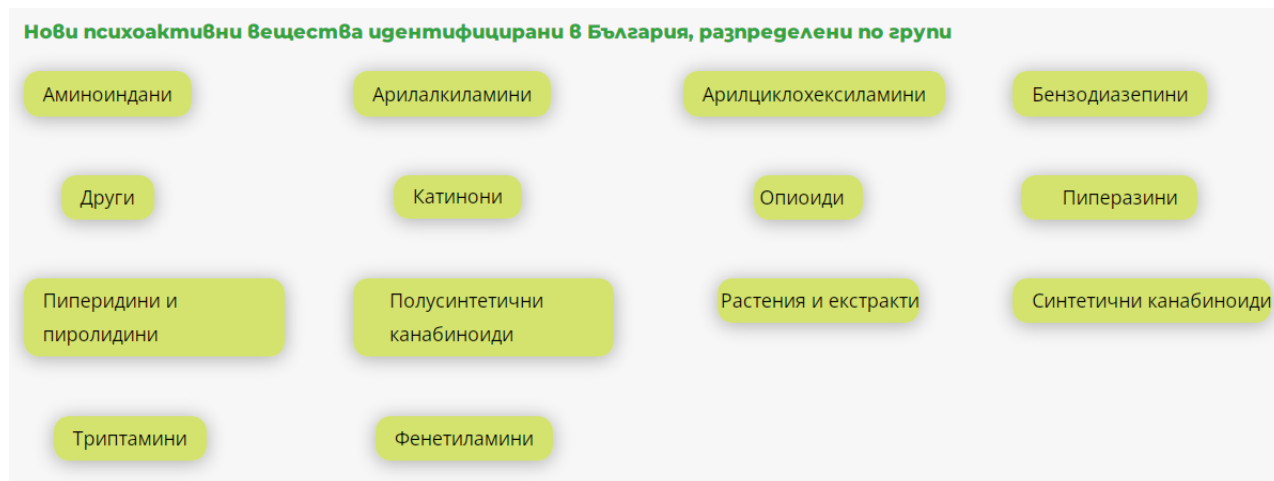 Нови психоактивни вещества идентифицирани в България, разпределени по групи
Аминоиндани
Арилалкиламини
Арилциклохексиламини
Бензодиазепини
Други
Катинони
Опиоиди
Пиперазини
Пиперидини и
пиролидини
Полусинтетични
канабиноиди
Растения и екстракти
Синтетични канабиноиди
Триптамини
Фенетиламини